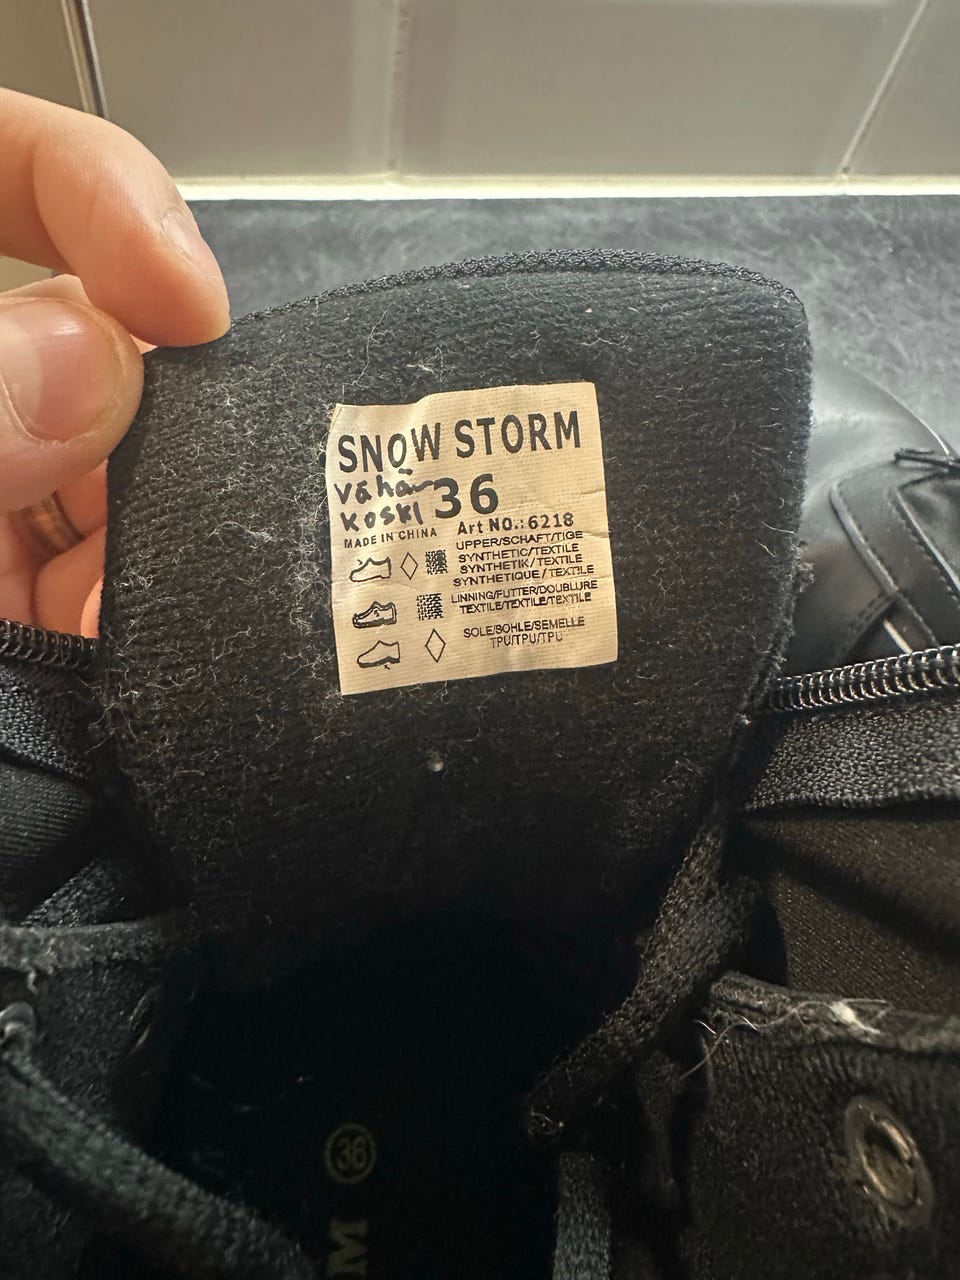 SNOW STORM
Vähä-
koski
36
Art NO.:6218
MADE IN CHINA
UPPER/SCHAFT/TIGE
SYNTHETIC/TEXTILE
SYNTHETIK/TEXTILE
SYNTHETIQUE/TEXTILE
LINNING/FUTTER/DOUBLURE
TEXTILE/TEXTILE/TEXTILE
SOLE/SOHLE/SEMELLE
TPU/TPU/TPU
36
M